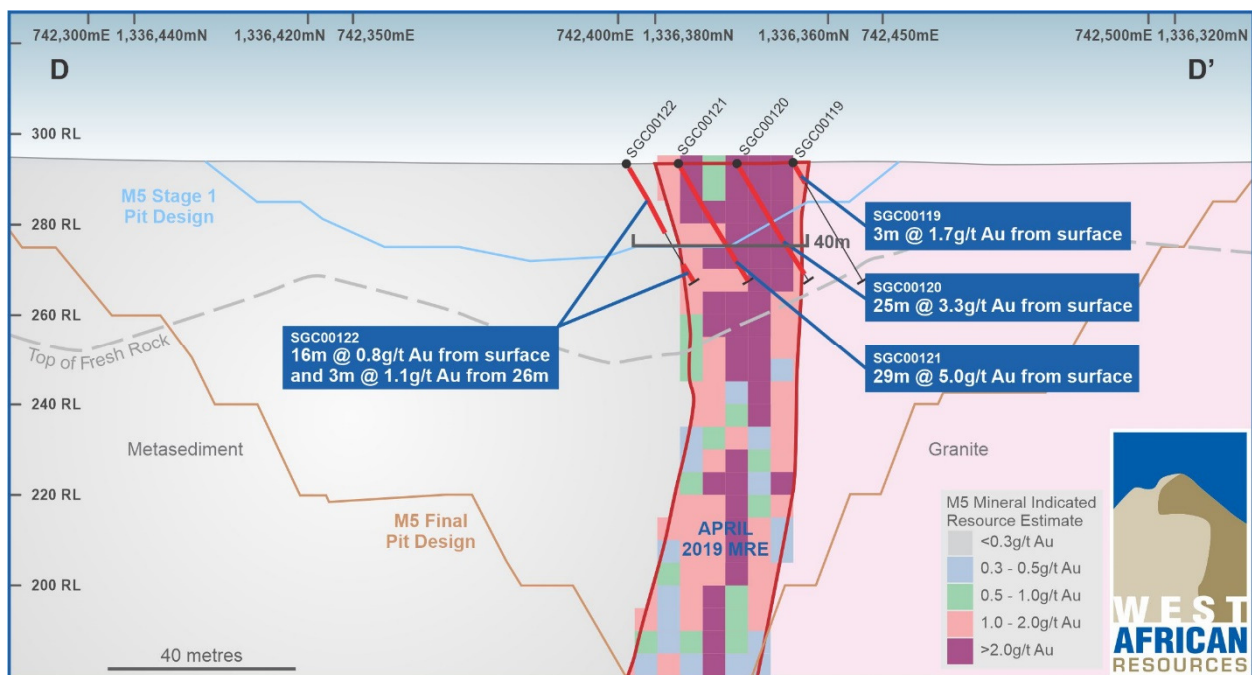 742,300mE 1,336,440mN 1,336,420mN 742,350mE 742,400mE 1,336,380mN 1,336,360mN 742,450mE 742,500mE 1,336,320mN
D
D’
SGC00122
SGC00121
SGC00120
SGC00119
300 RL
280 RL
260 RL
240 RL
220 RL
200 RL
M5 Stage 1
Pit Design
40m
SGC00119
3m @ 1.7g/t Au from surface
SGC00120
25m @ 3.3g/t Au from surface
SGC00121
29m @ 5.0g/t Au from surface
SGC00122
16m @ 0.8g/t Au from surface
and 3m @ 1.1g/t Au from 26m
Top of Fresh Rock
Metasediment
Granite
M5 Final
Pit Design
APRIL
2019 MRE
40 metres
M5 Mineral Indicated
Resource Estimate
<0.3g/t Au
0.3 - 0.5g/t Au
0.5 - 1.0g/t Au
1.0 - 2.0g/t Au
>2.0g/t Au
WEST
AFRICAN
RESOURCES